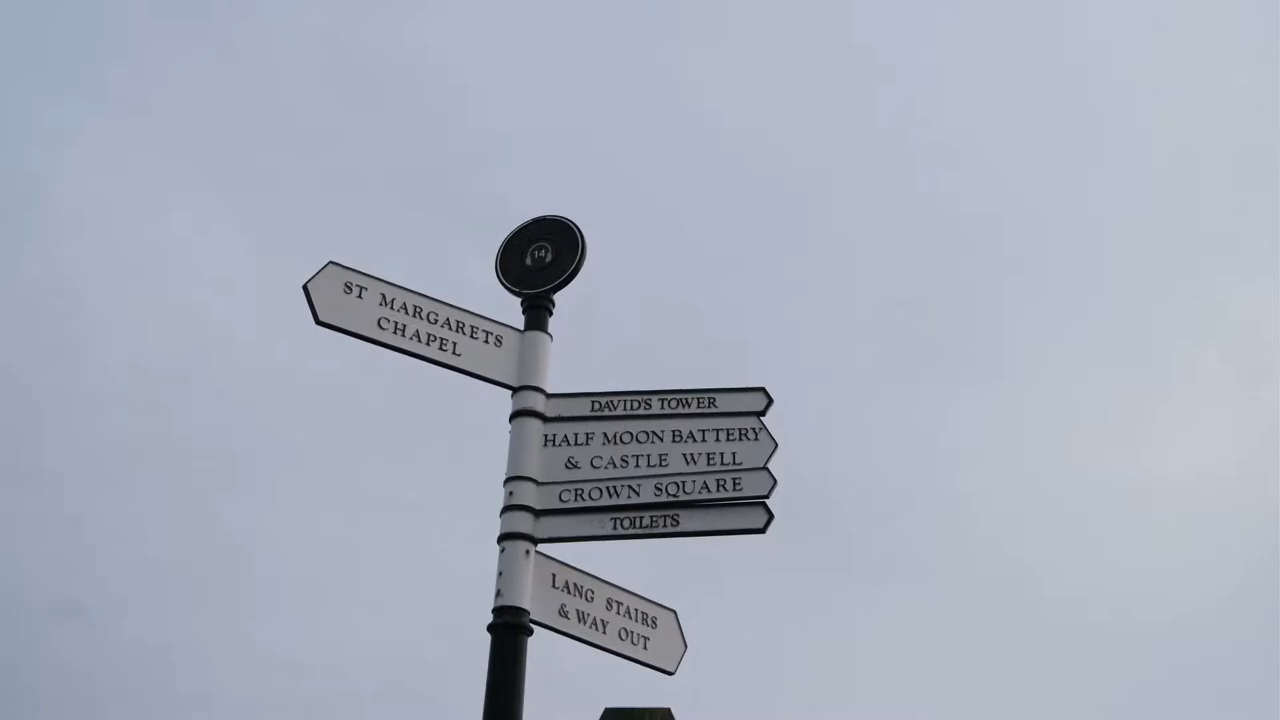 14
ST MARGARETS
CHAPEL
DAVID'S TOWER
HALF MOON BATTERY
& CASTLE WELL
CROWN SQUARE
TOILETS
LANG STAIRS
& WAY OUT